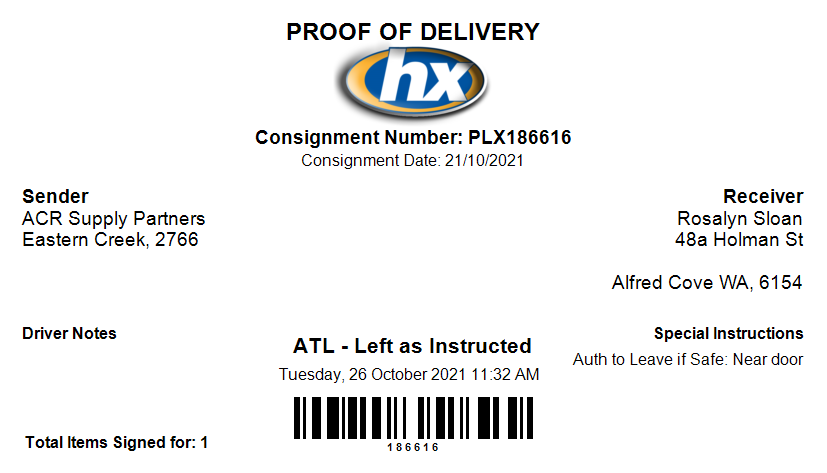 PROOF OF DELIVERY
hx
Consignment Number: PLX186616
Consignment Date: 21/10/2021
Sender
ACR Supply Partners
Eastern Creek, 2766
Receiver
Rosalyn Sloan
48a Holman St
Alfred Cove WA, 6154
Driver Notes
ATL - Left as Instructed
Tuesday, 26 October 2021 11:32 AM
Special Instructions
Auth to Leave if Safe: Near door
186616
Total Items Signed for: 1